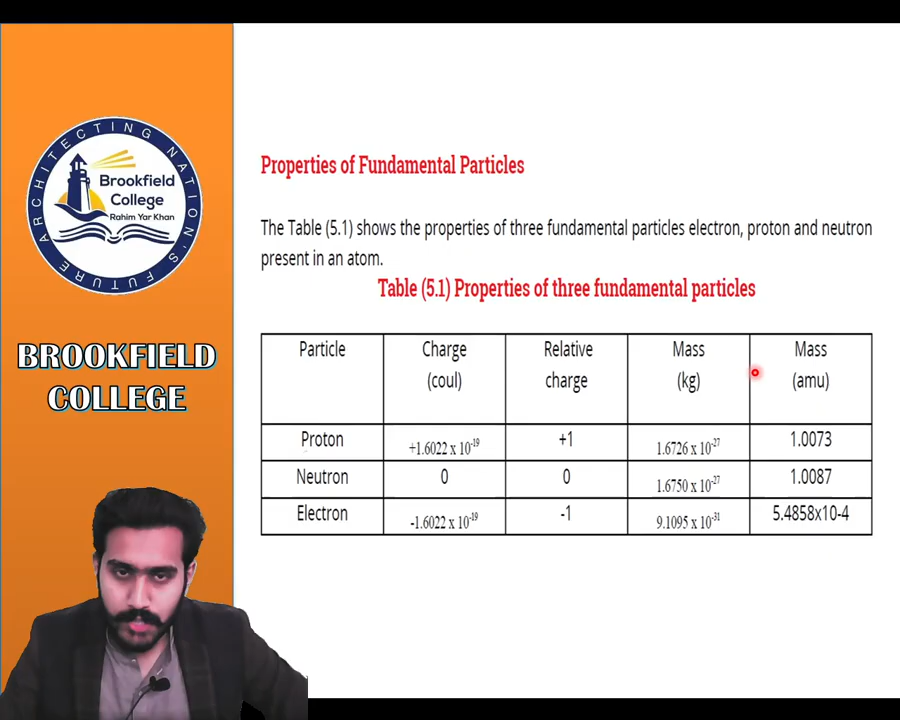 ARCHITECTING NATION'S FUTURE
Brookfield
College
Rahim Yar Khan
BROOKFIELD
COLLEGE
Properties of Fundamental Particles
The Table (5.1) shows the properties of three fundamental particles electron, proton and neutron
present in an atom.
Table (5.1) Properties of three fundamental particles
Particle Charge (coul) Relative charge Mass (kg) Mass (amu)
Proton +1.6022 x 10⁻¹⁹ +1 1.6726 x 10⁻²⁷ 1.0073
Neutron 0 0 1.6750 x 10⁻²⁷ 1.0087
Electron -1.6022 x 10⁻¹⁹ -1 9.1095 x 10⁻³¹ 5.4858x10-4